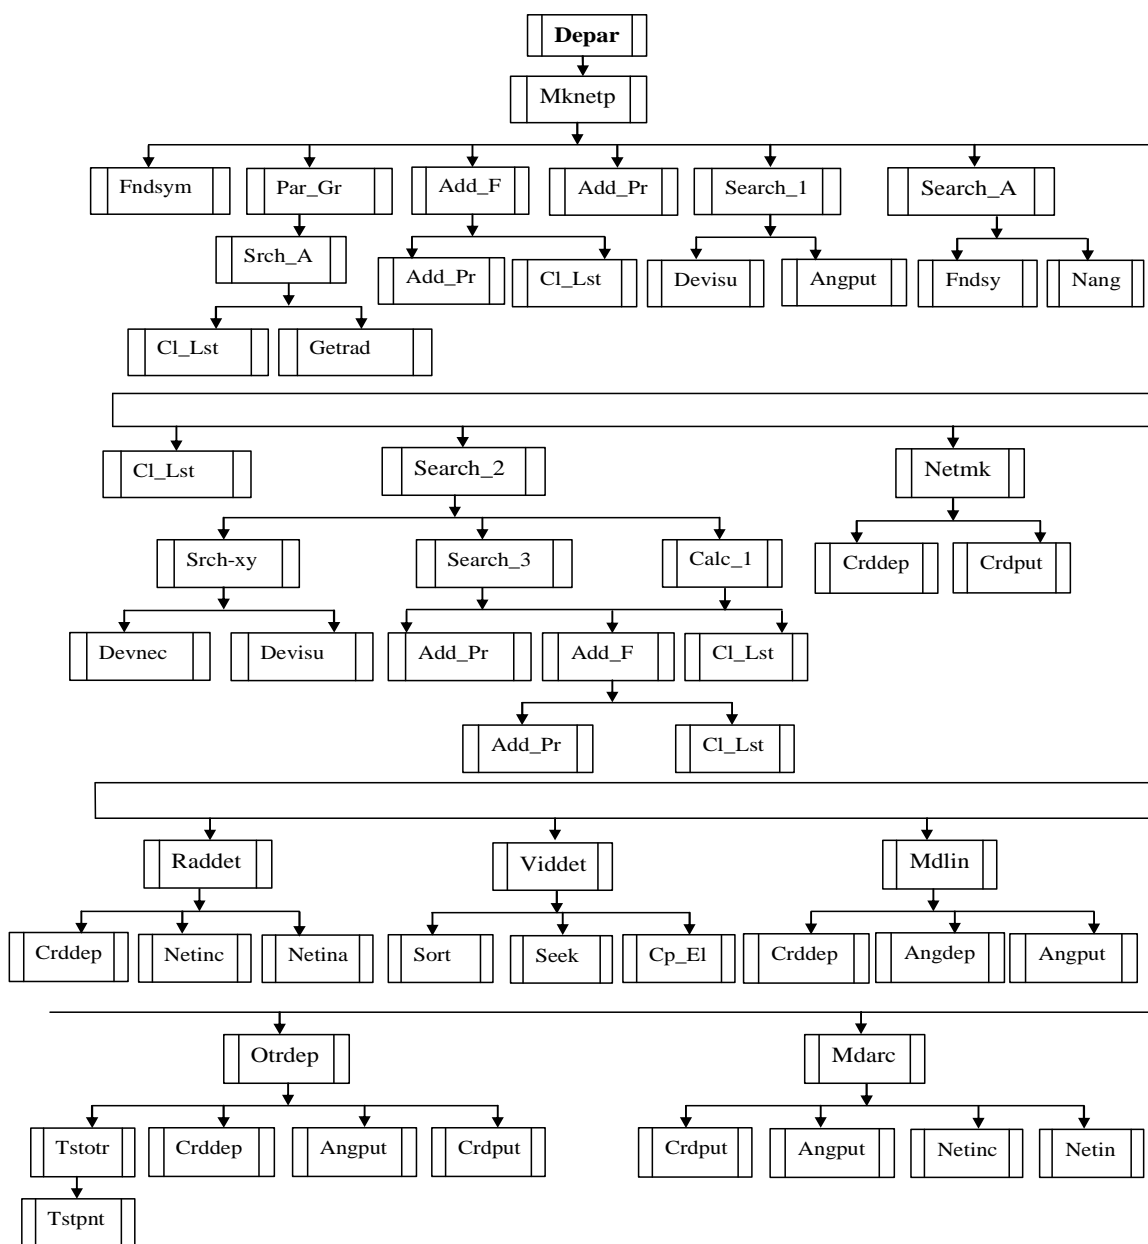 Depar
Mknetp
Fndsym
Par_Gr
Add_F
Add_Pr
Search_1
Search_A
Srch_A
Add_Pr
Cl_Lst
Devisu
Angput
Fndsy
Nang
Cl_Lst
Getrad
Cl_Lst
Search_2
Netmk
Srch-xy
Search_3
Calc_1
Crddep
Crdput
Devnec
Devisu
Add_Pr
Add_F
Cl_Lst
Add_Pr
Cl_Lst
Raddet
Viddet
Mdlin
Crddep
Netinc
Netina
Sort
Seek
Cp_El
Crddep
Angdep
Angput
Otrdep
Mdarc
Tstotr
Crddep
Angput
Crdput
Crdput
Angput
Netinc
Netin
Tstpnt